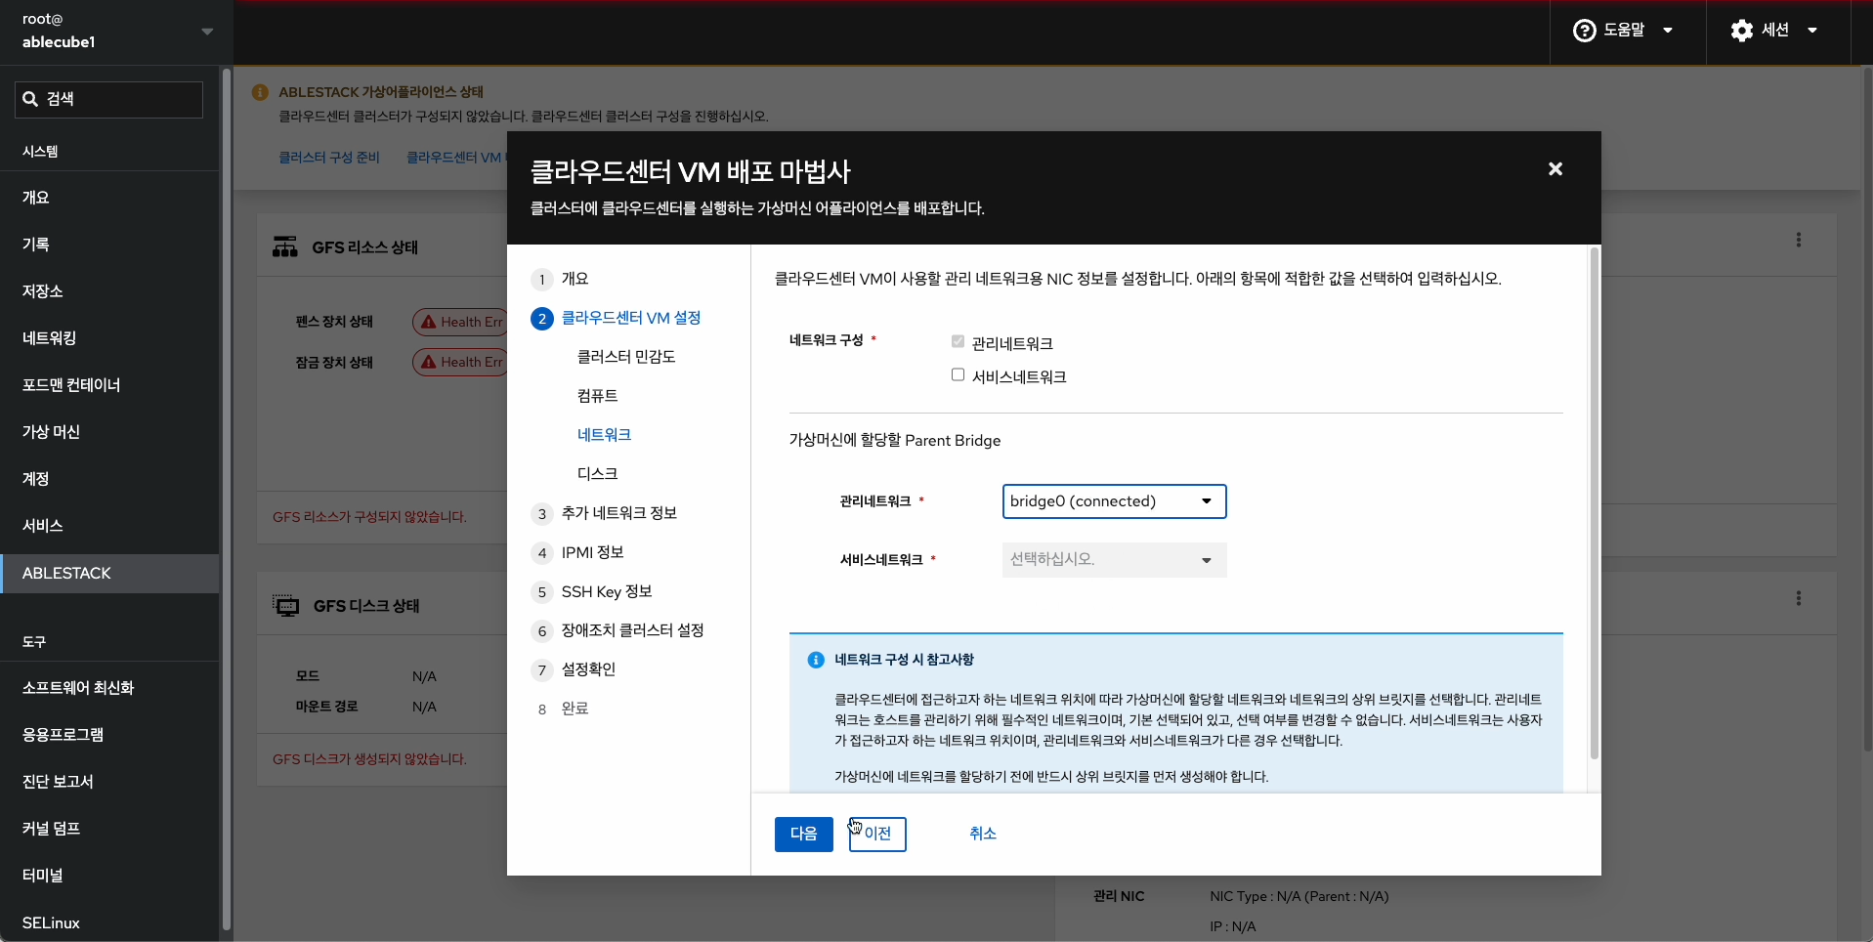 root@
ablecube1
도움말
세션
검색
시스템
개요
기록
저장소
네트워킹
포드맨 컨테이너
가상 머신
계정
서비스
ABLESTACK
도구
소프트웨어 최신화
응용프로그램
진단 보고서
커널 덤프
터미널
SELinux
ABLESTACK 가상어플라이언스 상태
클라우드센터 클러스터가 구성되지 않았습니다. 클라우드센터 클러스터 구성을 진행하십시오.
클러스터 구성 준비
클라우드센터 VM
GFS 리소스 상태
펜스 장치 상태
Health Err
잠금 장치 상태
Health Err
GFS 리소스가 구성되지 않았습니다.
GFS 디스크 상태
모드
N/A
마운트 경로
N/A
GFS 디스크가 생성되지 않았습니다.
클라우드센터 VM 배포 마법사
클러스터에 클라우드센터를 실행하는 가상머신 어플라이언스를 배포합니다.
1 개요
2 클라우드센터 VM 설정
클러스터 민감도
컴퓨트
네트워크
디스크
3 추가 네트워크 정보
4 IPMI 정보
5 SSH Key 정보
6 장애조치 클러스터 설정
7 설정확인
8 완료
클라우드센터 VM이 사용할 관리 네트워크용 NIC 정보를 설정합니다. 아래의 항목에 적합한 값을 선택하여 입력하십시오.
네트워크 구성 *
관리네트워크
서비스네트워크
가상머신에 할당할 Parent Bridge
관리네트워크 *
bridge0 (connected)
서비스네트워크 *
선택하십시오.
네트워크 구성 시 참고사항
클라우드센터에 접근하고자 하는 네트워크 위치에 따라 가상머신에 할당할 네트워크와 네트워크의 상위 브릿지를 선택합니다. 관리네트
워크는 호스트를 관리하기 위해 필수적인 네트워크이며, 기본 선택되어 있고, 선택 여부를 변경할 수 없습니다. 서비스네트워크는 사용자
가 접근하고자 하는 네트워크 위치이며, 관리네트워크와 서비스네트워크가 다른 경우 선택합니다.
가상머신에 네트워크를 할당하기 전에 반드시 상위 브릿지를 먼저 생성해야 합니다.
다음
이전
취소
관리 NIC
NIC Type : N/A (Parent : N/A)
IP : N/A